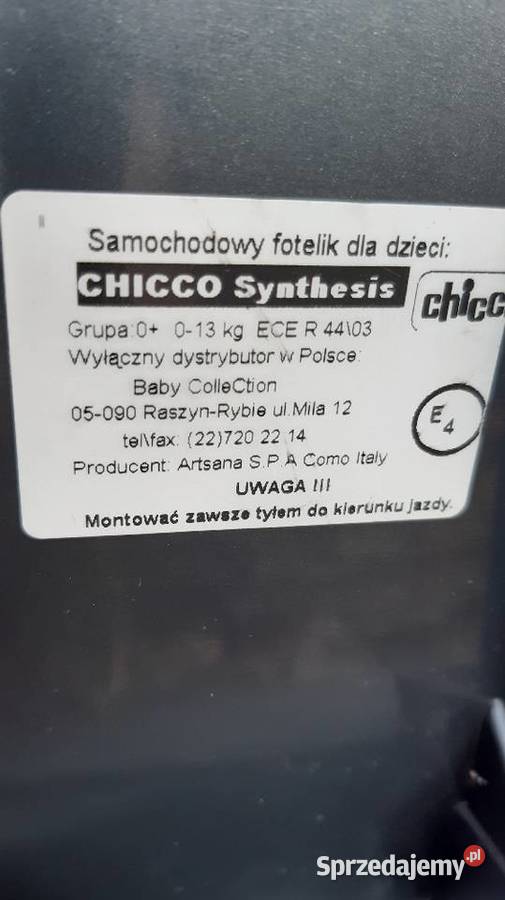 Samochodowy fotelik dla dzieci:
CHICCO Synthesis
chicc
Grupa:0+ 0-13 kg ECE R 44\03
Wyłączny dystrybutor w Polsce:
Baby ColleCtion
05-090 Raszyn-Rybie ul.Mila 12
tel\fax: (22)720 22 14
E4
Producent: Artsana S.P.A Como Italy
UWAGA !!!
Montować zawsze tyłem do kierunku jazdy.
Sprzedajemy.pl